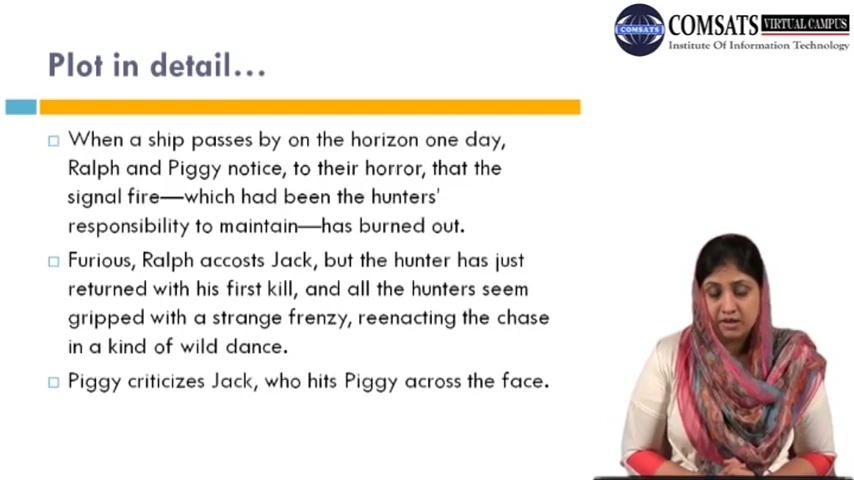 COMSATS
COMSATS VIRTUAL CAMPUS
Institute Of Information Technology
Plot in detail…
When a ship passes by on the horizon one day,
Ralph and Piggy notice, to their horror, that the
signal fire—which had been the hunters'
responsibility to maintain—has burned out.
Furious, Ralph accosts Jack, but the hunter has just
returned with his first kill, and all the hunters seem
gripped with a strange frenzy, reenacting the chase
in a kind of wild dance.
Piggy criticizes Jack, who hits Piggy across the face.